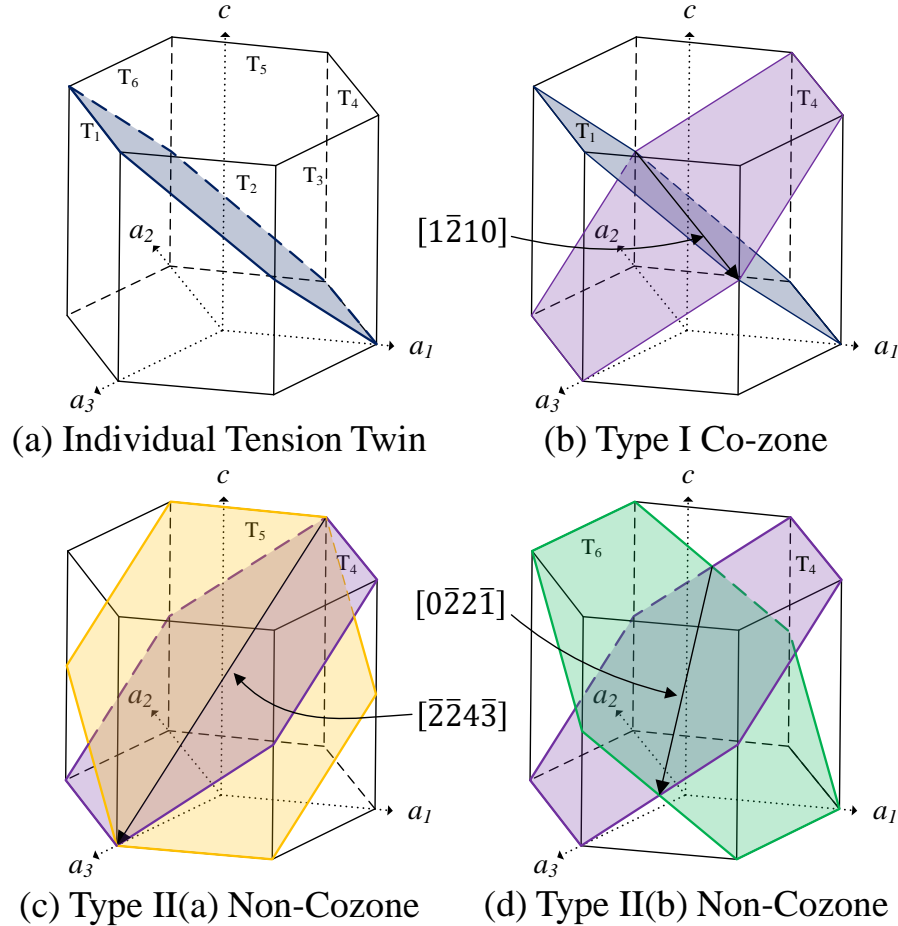 c
T₆ T₅
T₄
T₁
T₂ T₃
a₂
a₁
a₃
(a) Individual Tension Twin
c
T₄
T₁
[1̅210]
a₂
a₁
a₃
(b) Type I Co-zone
c
T₅
T₄
a₂
[2̅2̅43̅]
a₁
a₃
(c) Type II(a) Non-Cozone
c
T₆
T₄
[02̅21̅]
a₂
a₁
a₃
(d) Type II(b) Non-Cozone